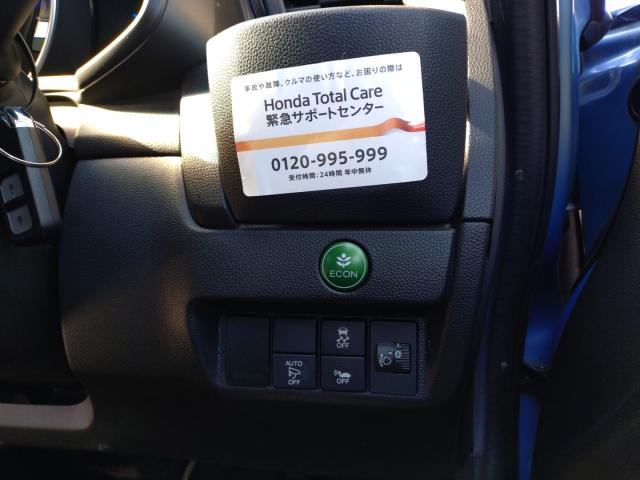 事故や故障、クルマの使い方など、お困りの際は
Honda Total Care
緊急サポートセンター
0120-995-999
受付時間：24時間 年中無休
ECON
OFF
0
AUTO
OFF
OFF